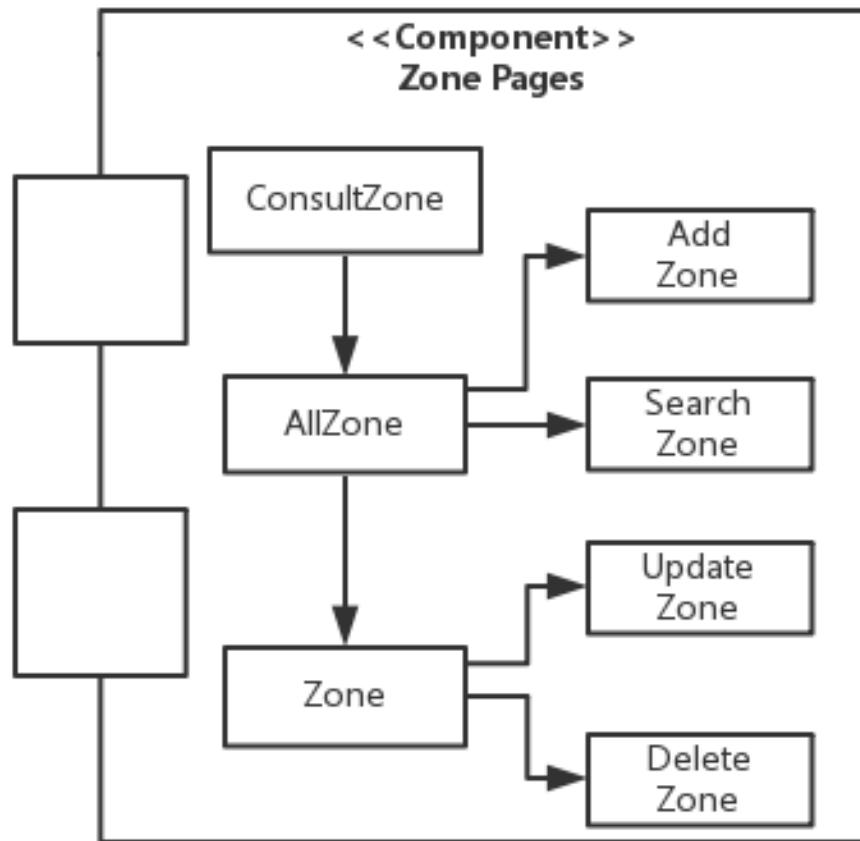 <<Component>>
Zone Pages
ConsultZone
Add
Zone
AllZone
Search
Zone
Update
Zone
Zone
Delete
Zone